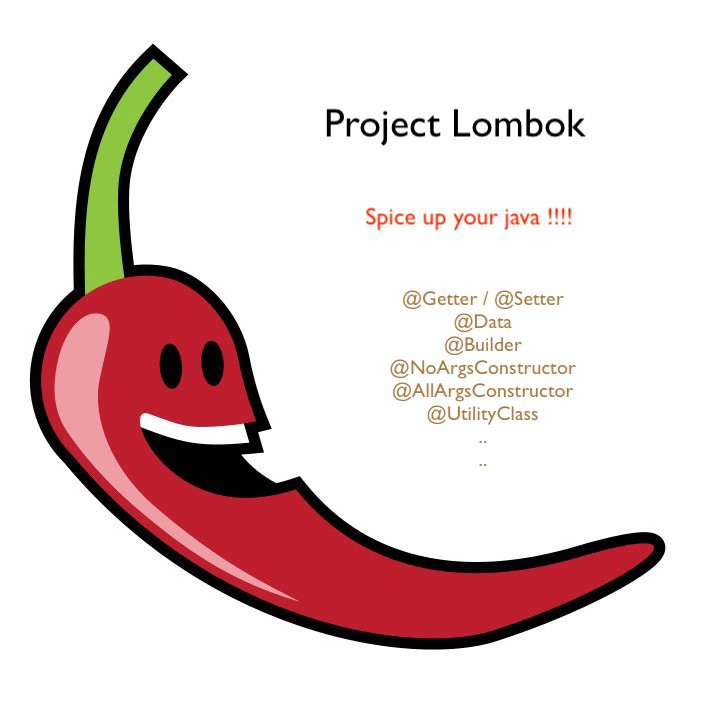 Project Lombok
Spice up your java !!!!
@Getter / @Setter
@Data
@Builder
@NoArgsConstructor
@AllArgsConstructor
@UtilityClass
..
..